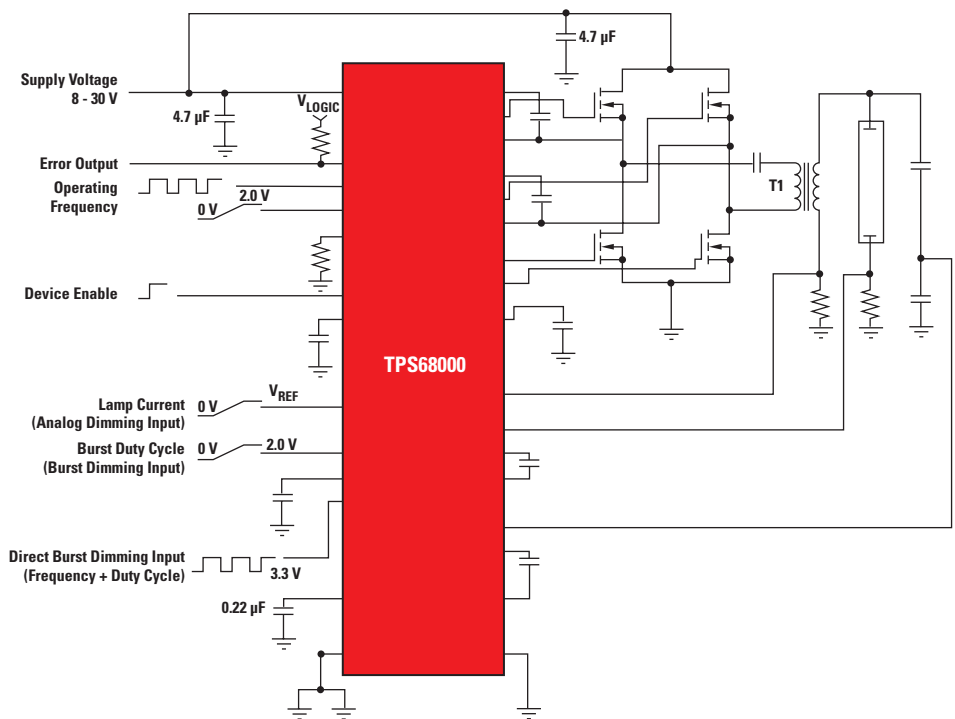 4.7 µF
Supply Voltage
8 - 30 V
4.7 µF
VLOGIC
Error Output
Operating
Frequency
0 V
2.0 V
T1
Device Enable
TPS68000
Lamp Current
(Analog Dimming Input)
0 V
VREF
Burst Duty Cycle
(Burst Dimming Input)
0 V
2.0 V
Direct Burst Dimming Input
(Frequency + Duty Cycle)
3.3 V
0.22 µF